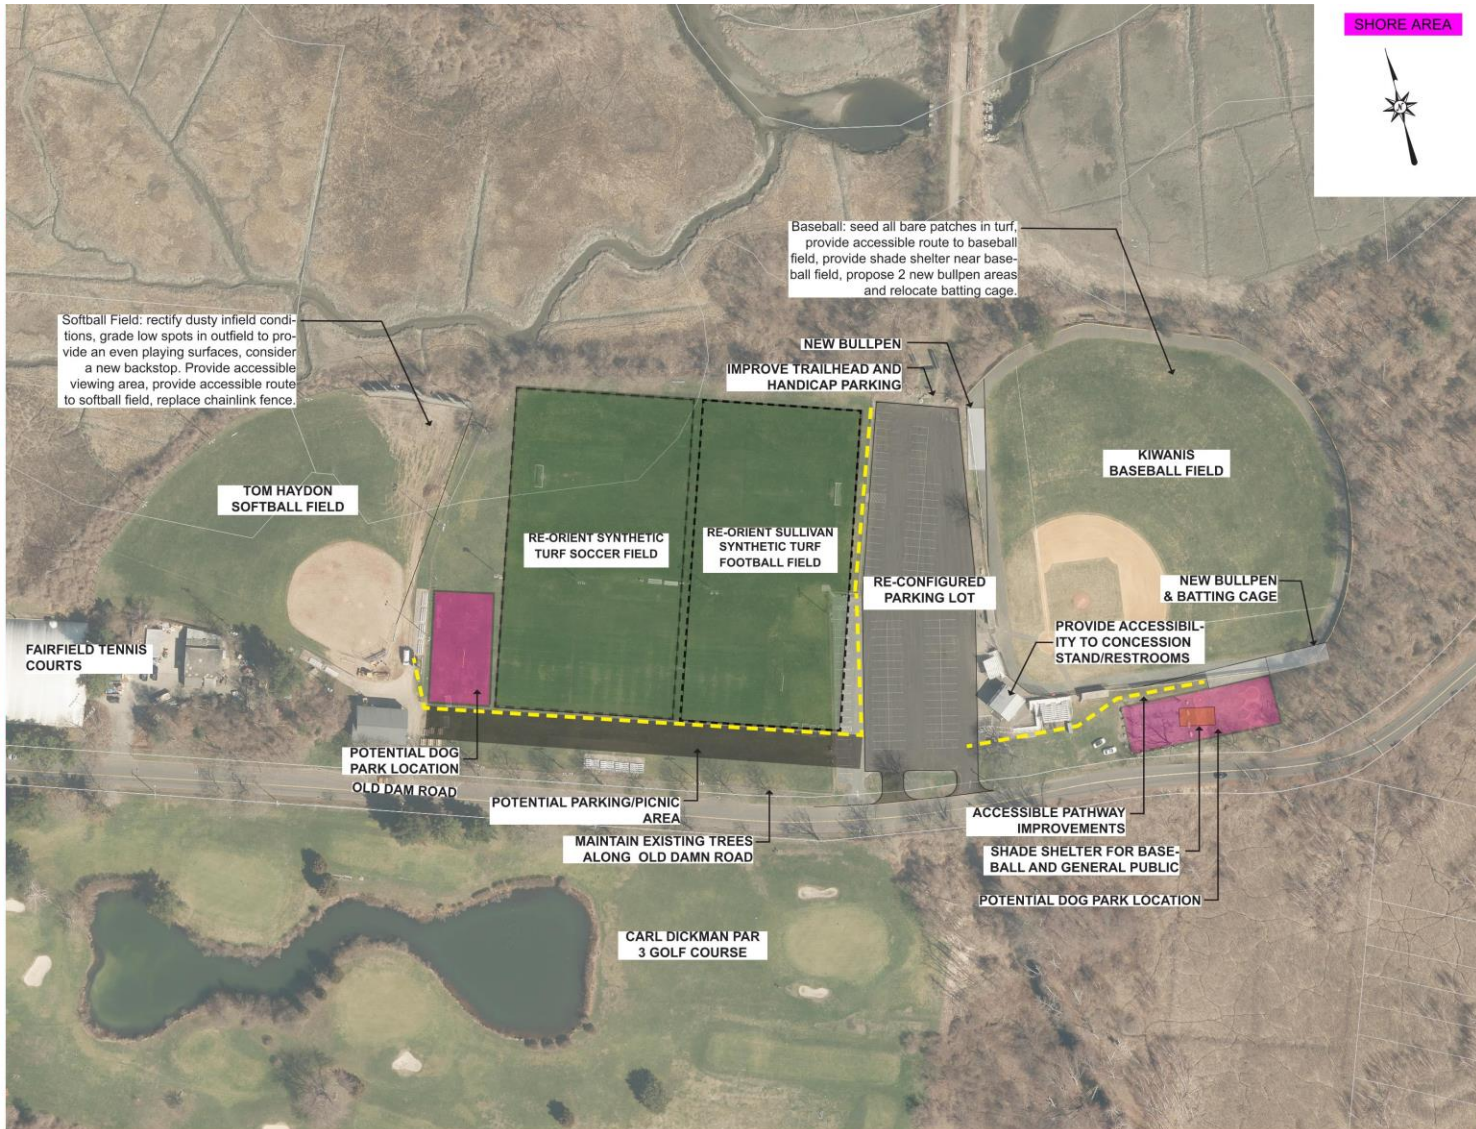 SHORE AREA
N
Baseball: seed all bare patches in turf,
provide accessible route to baseball
field, provide shade shelter near base-
ball field, propose 2 new bullpen areas
and relocate batting cage.
Softball Field: rectify dusty infield condi-
tions, grade low spots in outfield to pro-
vide an even playing surfaces, consider
a new backstop. Provide accessible
viewing area, provide accessible route
to softball field, replace chainlink fence.
NEW BULLPEN
IMPROVE TRAILHEAD AND
HANDICAP PARKING
KIWANIS
BASEBALL FIELD
TOM HAYDON
SOFTBALL FIELD
RE-ORIENT SYNTHETIC
TURF SOCCER FIELD
RE-ORIENT SULLIVAN
SYNTHETIC TURF
FOOTBALL FIELD
RE-CONFIGURED
PARKING LOT
NEW BULLPEN
& BATTING CAGE
PROVIDE ACCESSIBIL-
ITY TO CONCESSION
STAND/RESTROOMS
FAIRFIELD TENNIS
COURTS
POTENTIAL DOG
PARK LOCATION
OLD DAM ROAD
POTENTIAL PARKING/PICNIC
AREA
MAINTAIN EXISTING TREES
ALONG OLD DAMN ROAD
ACCESSIBLE PATHWAY
IMPROVEMENTS
SHADE SHELTER FOR BASE-
BALL AND GENERAL PUBLIC
POTENTIAL DOG PARK LOCATION
CARL DICKMAN PAR
3 GOLF COURSE